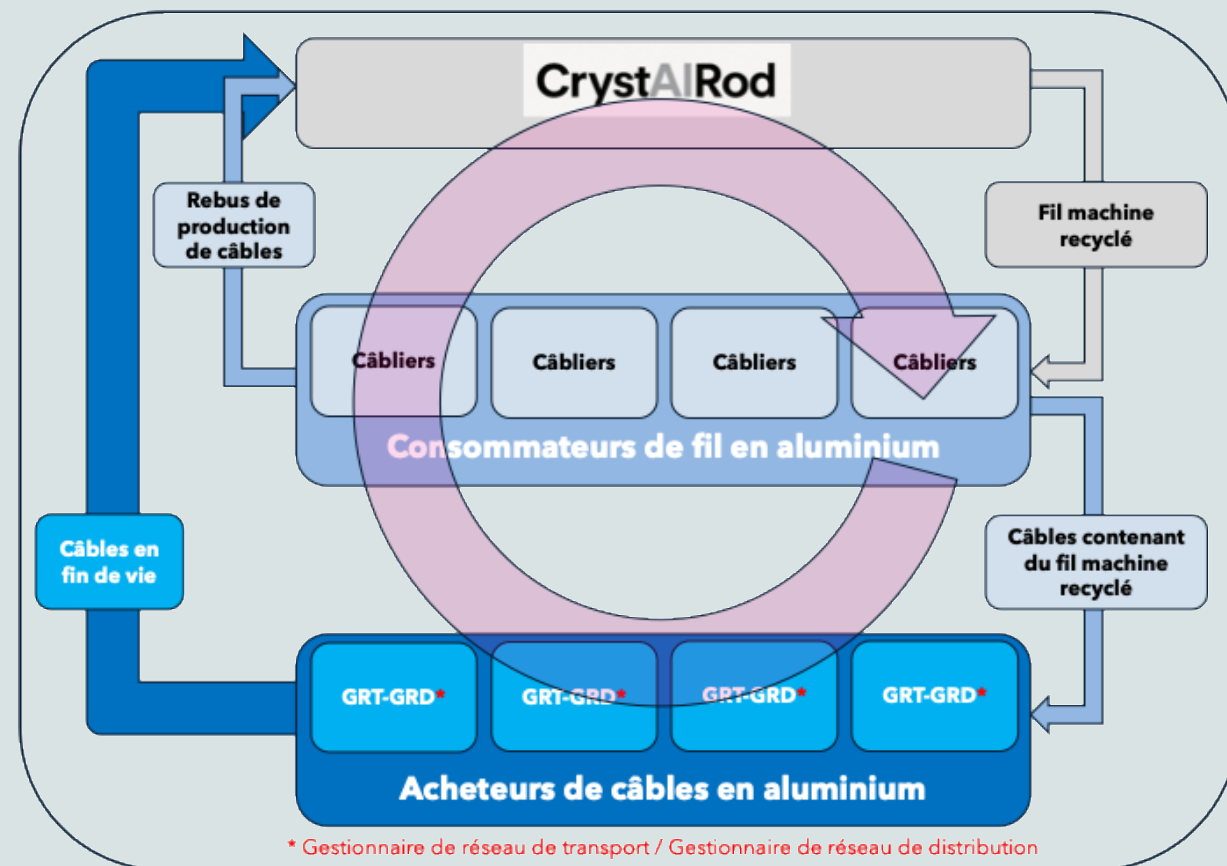 CrystAlRod
Rebus de
production
de câbles
Fil machine
recyclé
Câbliers
Câbliers
Câbliers
Câbliers
Consommateurs de fil en aluminium
Câbles en
fin de vie
Câbles contenant
du fil machine
recyclé
GRT-GRD*
GRT-GRD*
GRT-GRD*
GRT-GRD*
Acheteurs de câbles en aluminium
* Gestionnaire de réseau de transport / Gestionnaire de réseau de distribution